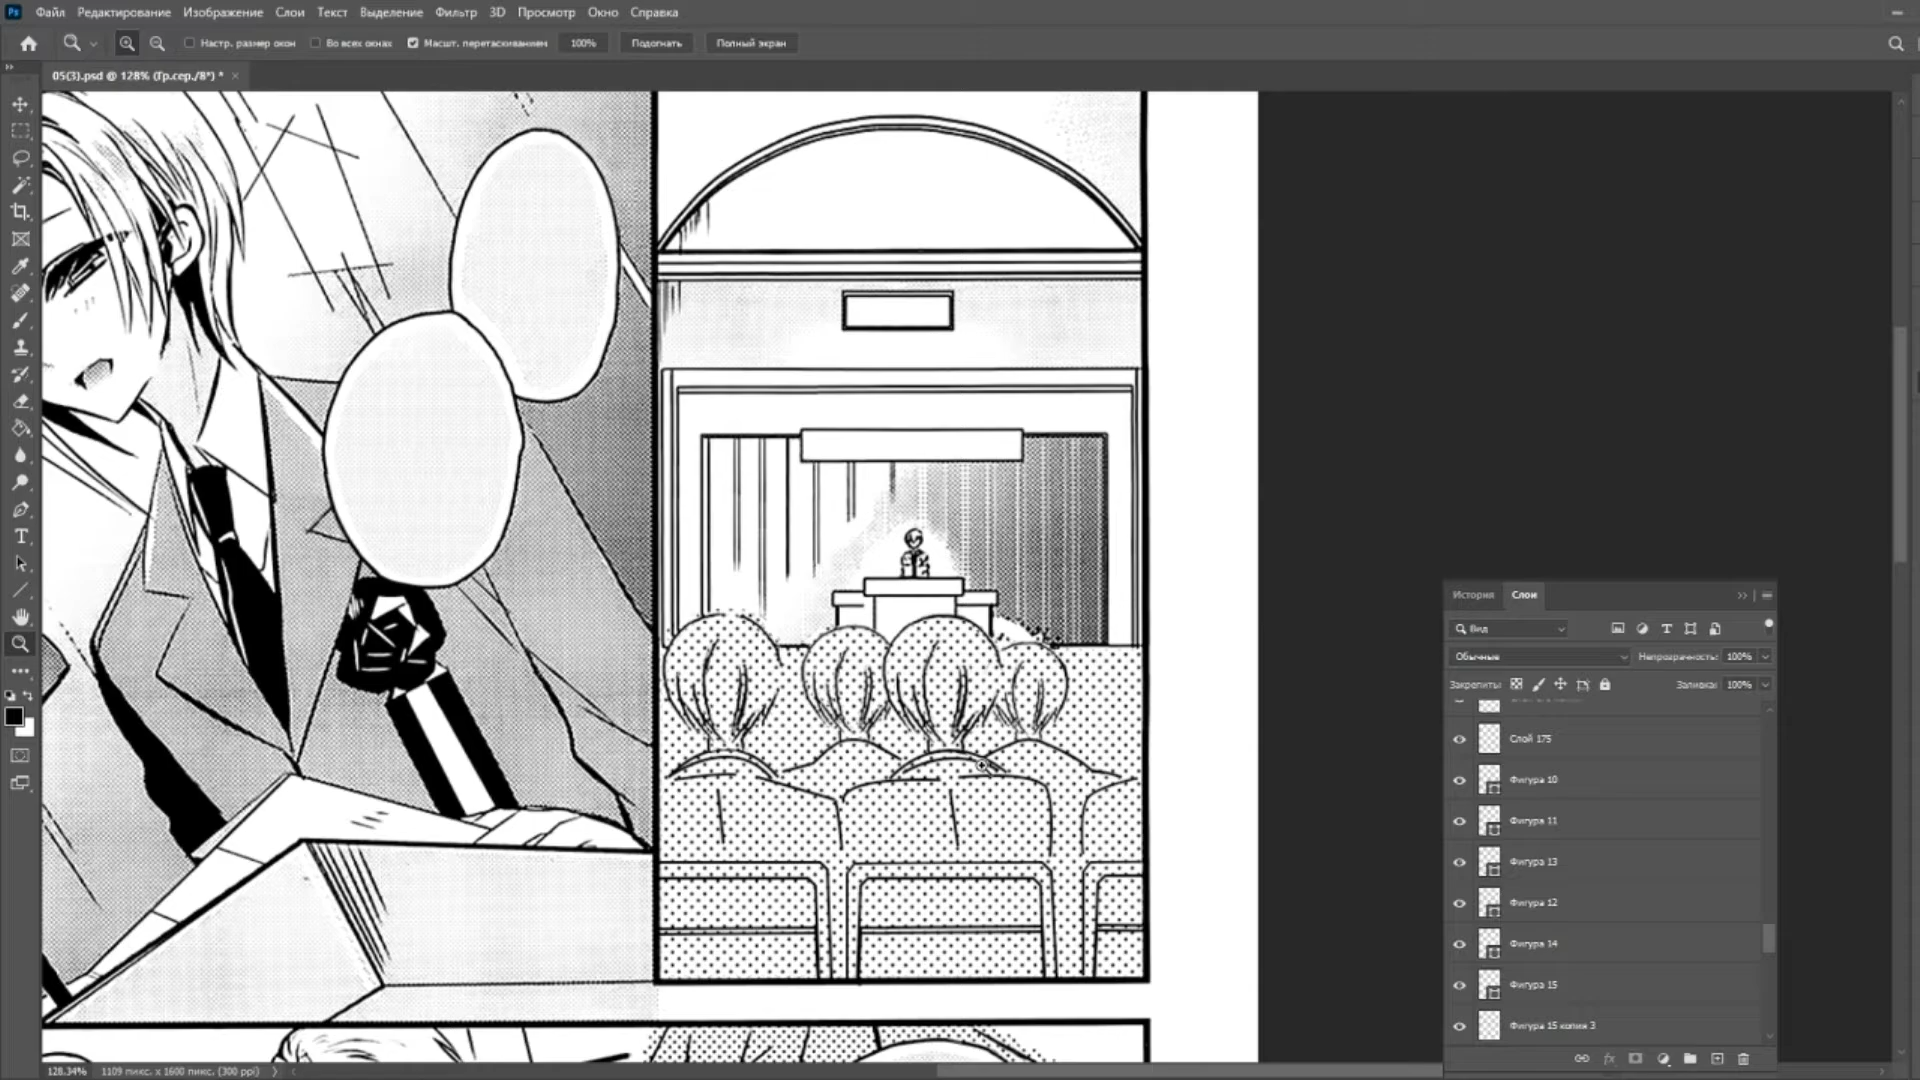 Ps Файл Редактирование Изображение Слои Текст Выделение Фильтр 3D Просмотр Окно Справка
Настр. размер окон Во всех окнах Масшт. перетаскиванием 100% Подогнать Полный экран
05(3).psd @ 128% (Гр.сер./8*) * ×
История Слои
Вид
Обычные Непрозрачность: 100%
Закрепить: Заливка: 100%
Слой 175
Фигура 10
Фигура 11
Фигура 13
Фигура 12
Фигура 14
Фигура 15
Фигура 15 копия 3
128.34% 1109 пикс. x 1600 пикс. (300 ppi)